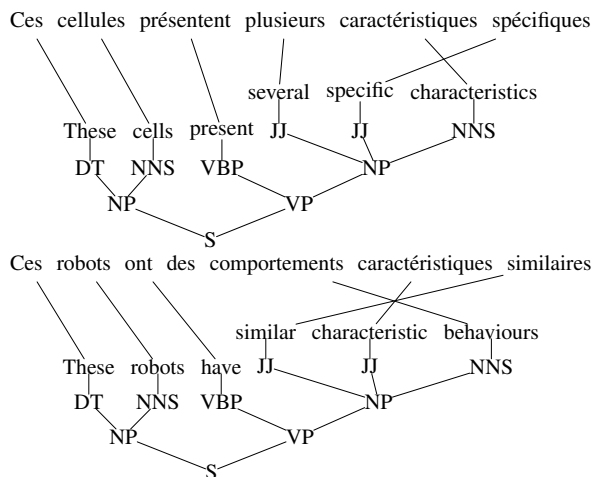 Ces cellules présentent plusieurs caractéristiques spécifiques
several specific characteristics
These cells present JJ JJ NNS
DT NNS VBP NP
NP VP
S
Ces robots ont des comportements caractéristiques similaires
similar characteristic behaviours
These robots have JJ JJ NNS
DT NNS VBP NP
NP VP
S